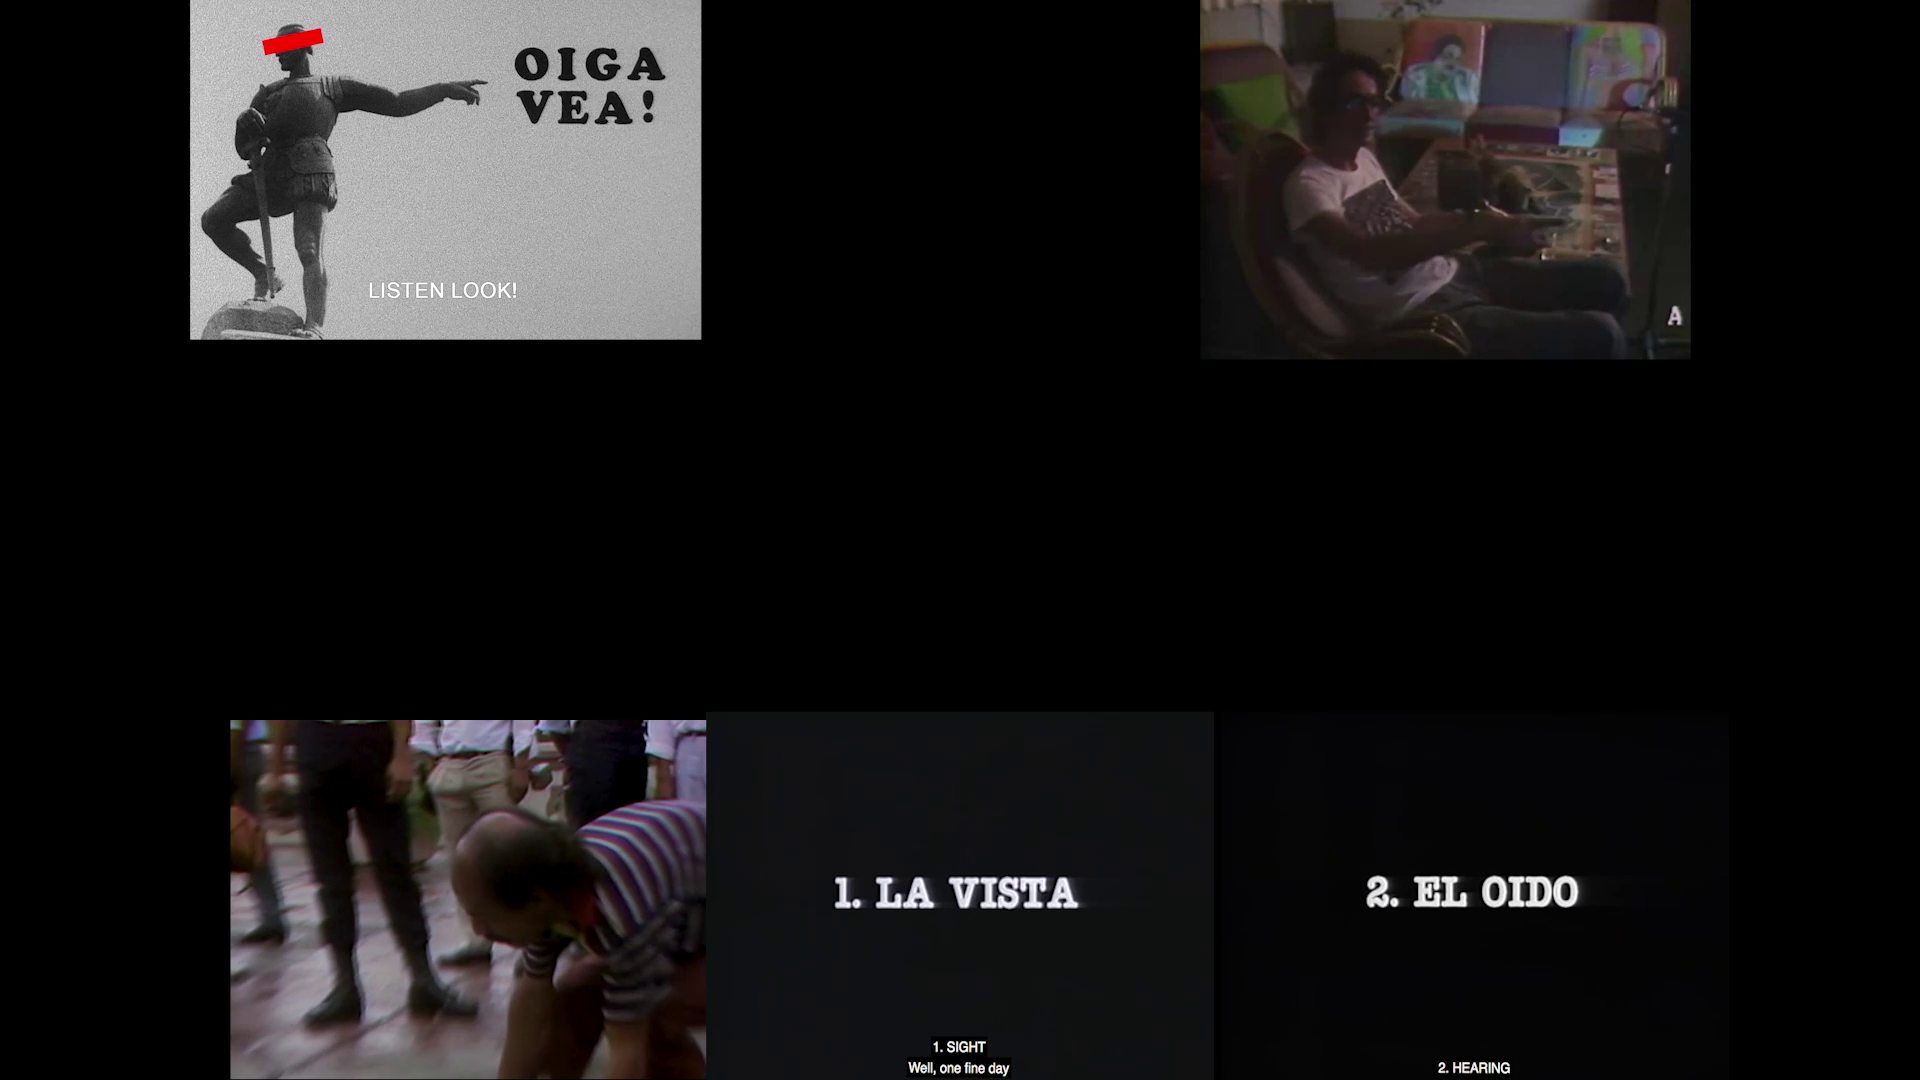 OIGA
VEA!
LISTEN LOOK!
A
1. LA VISTA
1. SIGHT
Well, one fine day
2. EL OIDO
2. HEARING